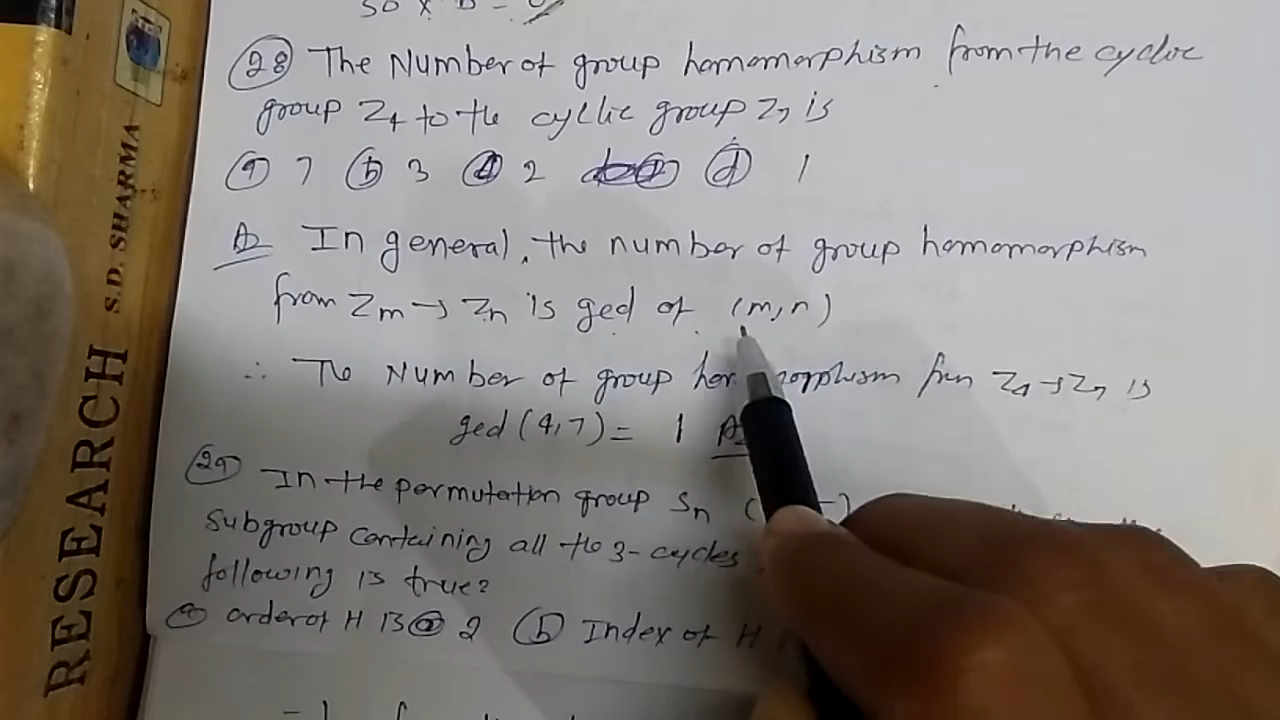 RESEARCH S.D. SHARMA
(28) The Number of group homomorphism from the cyclic
group Z4 to the cyclic group Z7 is
(a) 7 (b) 3 2 (d) 1
A In general, the number of group homomorphism
from Zm → Zn is gcd of (m,n)
∴ The Number of group from Z4→Z7 is
gcd (4,7) = 1
(29) In the permutation group Sn (
subgroup containing all the 3-cycles
following is true?
(a) order of H is 2 (b) Index of H